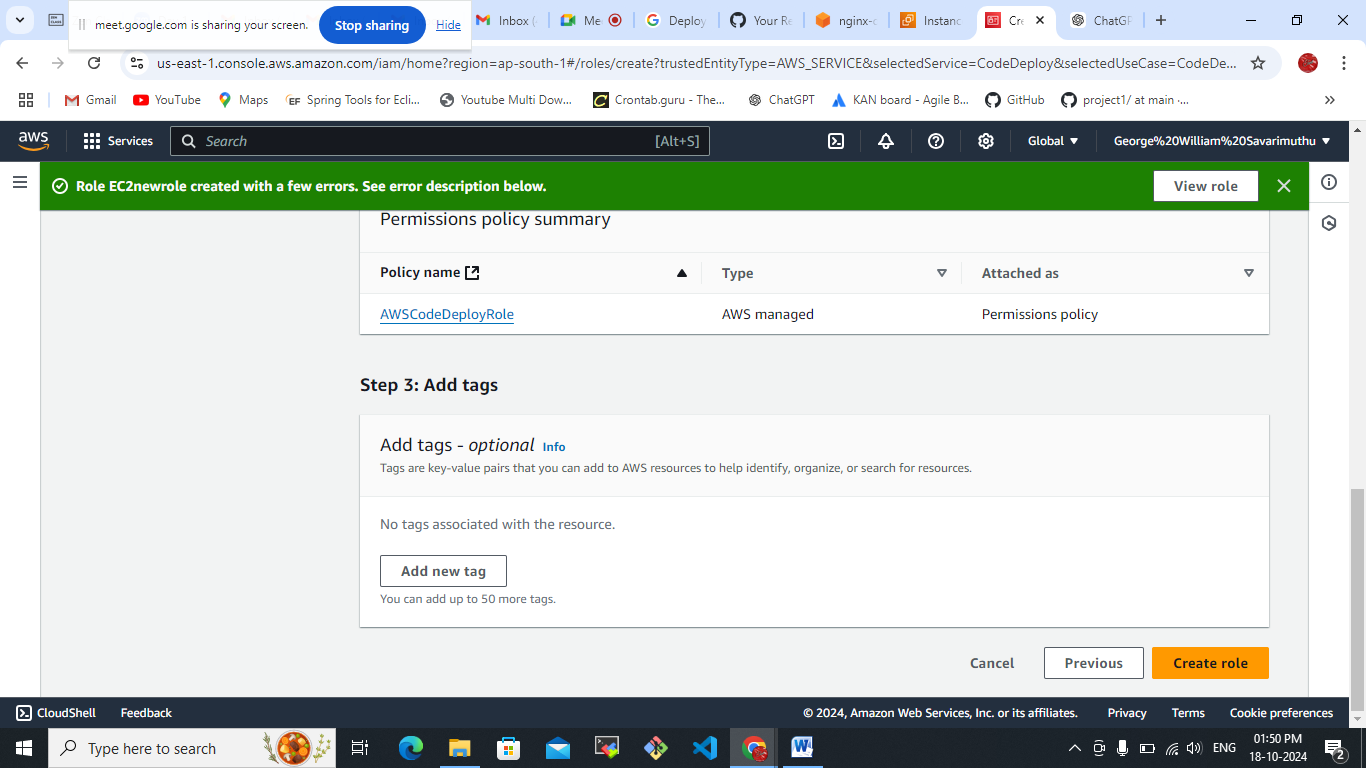 meet.google.com is sharing your screen.
Stop sharing
Hide
Inbox (
Me
Deploy
Your Re
nginx-c
Instanc
Cre
ChatGP
us-east-1.console.aws.amazon.com/iam/home?region=ap-south-1#/roles/create?trustedEntityType=AWS_SERVICE&selectedService=CodeDeploy&selectedUseCase=CodeDe...
Gmail
YouTube
Maps
EF Spring Tools for Ecli...
Youtube Multi Dow...
Crontab.guru - The...
ChatGPT
KAN board - Agile B...
GitHub
project1/ at main ·...
aws
Services
Search
[Alt+S]
Global
George%20William%20Savarimuthu
Role EC2newrole created with a few errors. See error description below.
View role
Permissions policy summary
Policy name
Type
Attached as
AWSCodeDeployRole
AWS managed
Permissions policy
Step 3: Add tags
Add tags - optional Info
Tags are key-value pairs that you can add to AWS resources to help identify, organize, or search for resources.
No tags associated with the resource.
Add new tag
You can add up to 50 more tags.
Cancel
Previous
Create role
CloudShell
Feedback
© 2024, Amazon Web Services, Inc. or its affiliates.
Privacy
Terms
Cookie preferences
Type here to search
ENG
01:50 PM
18-10-2024
2